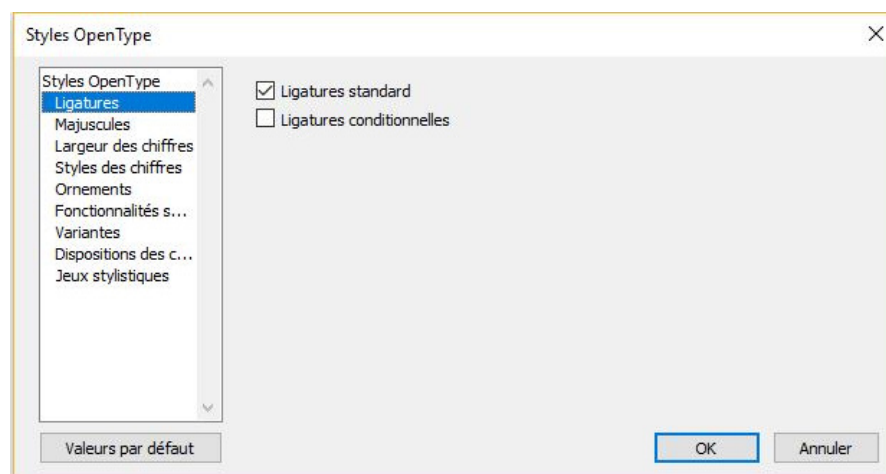 Styles OpenType
Styles OpenType
Ligatures
Majuscules
Largeur des chiffres
Styles des chiffres
Ornements
Fonctionnalités s...
Variantes
Dispositions des c...
Jeux stylistiques
Ligatures standard
Ligatures conditionnelles
Valeurs par défaut
OK
Annuler